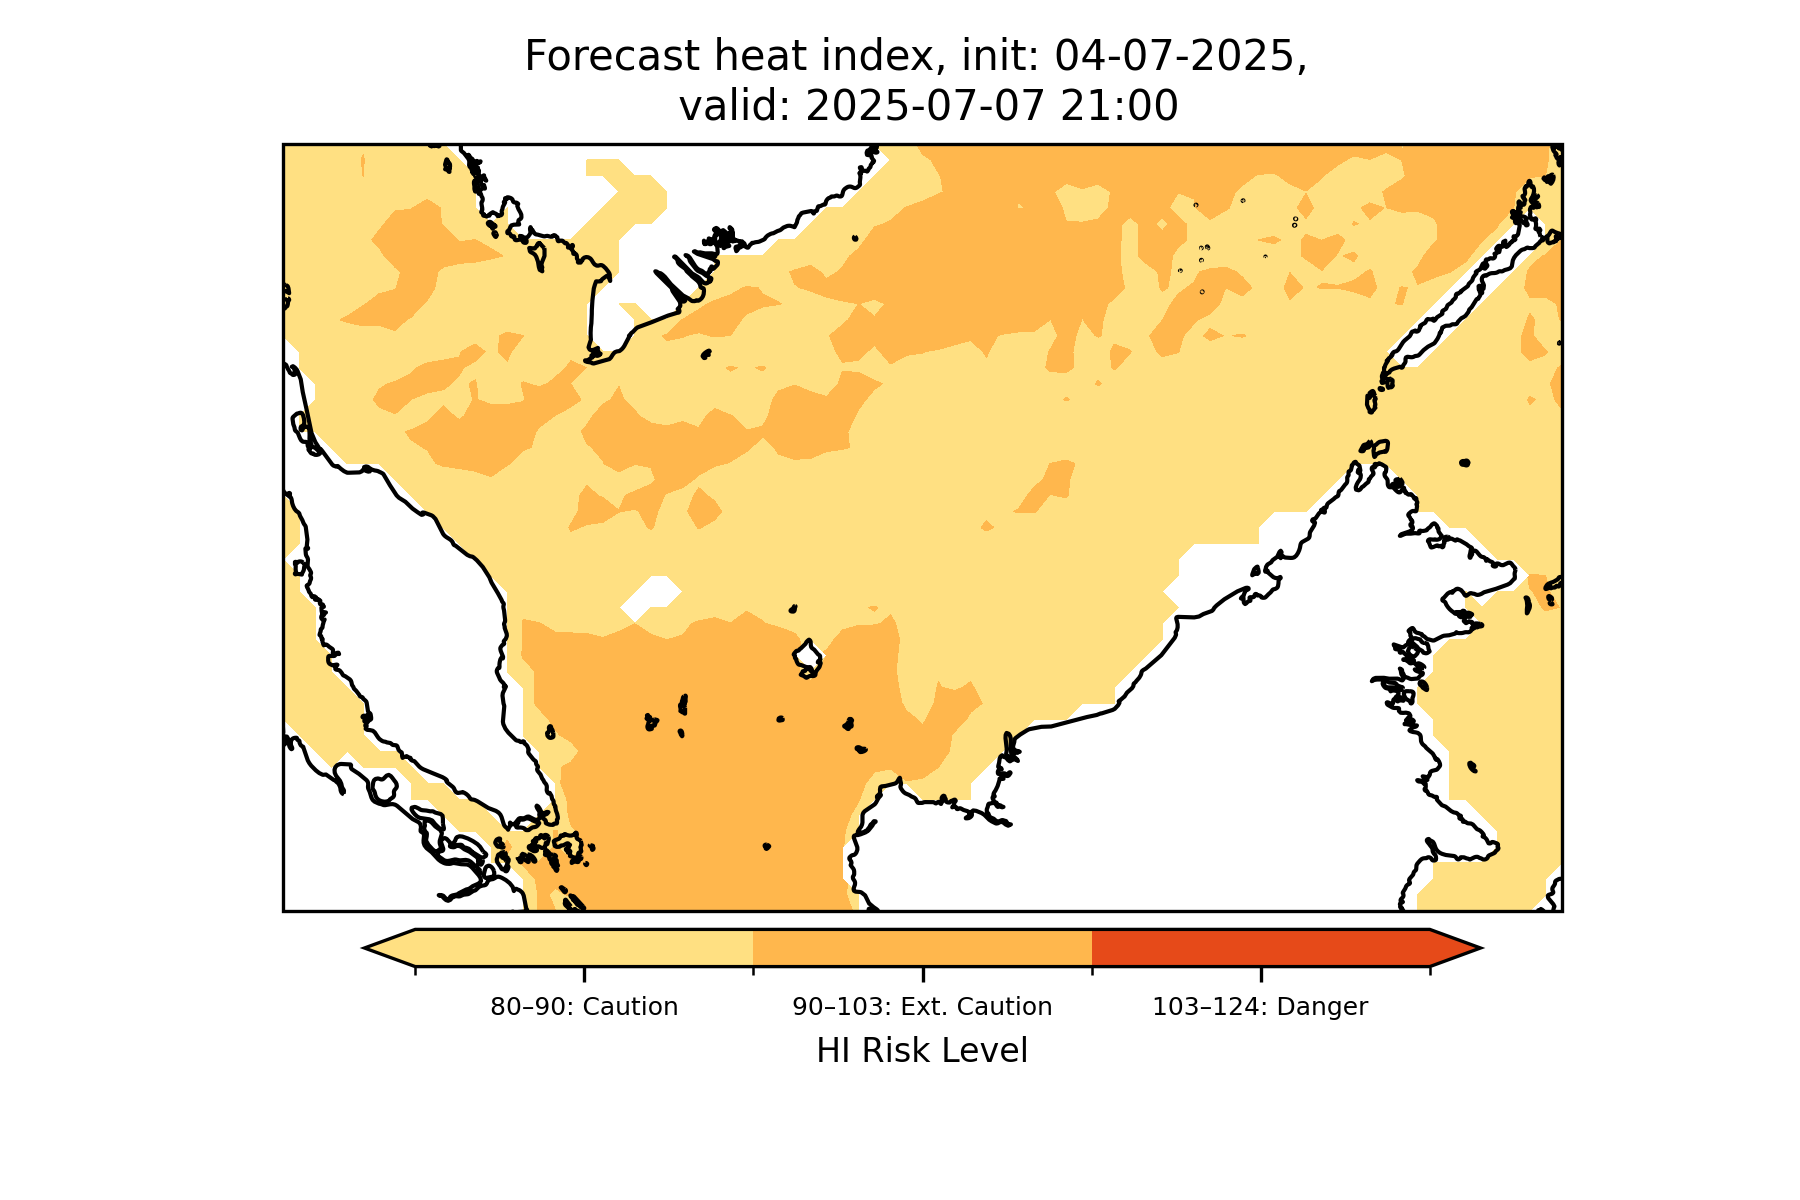 Forecast heat index, init: 04-07-2025,
valid: 2025-07-07 21:00
80–90: Caution
90–103: Ext. Caution
103–124: Danger
HI Risk Level